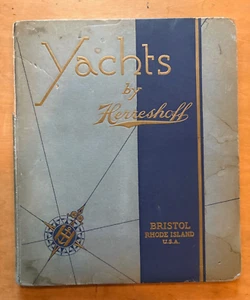 Yachts
by
Herreshoff
BRISTOL
RHODE ISLAND
U.S.A.